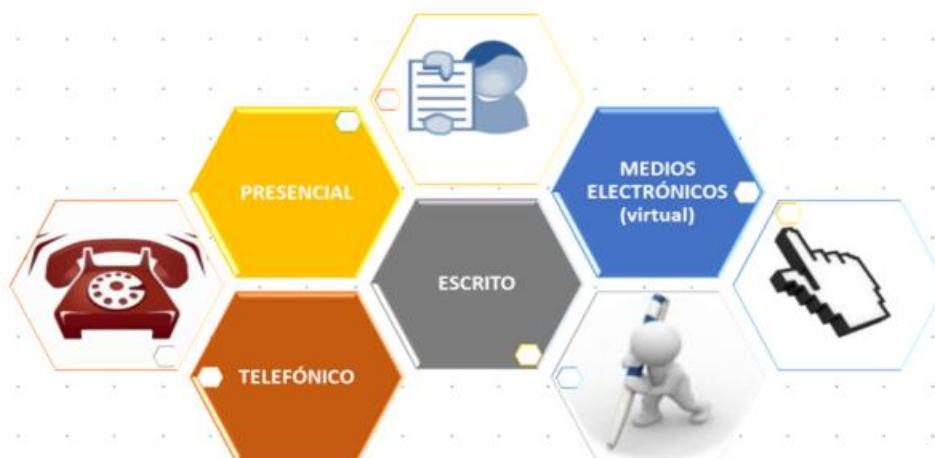 PRESENCIAL
MEDIOS
ELECTRÓNICOS
(virtual)
ESCRITO
TELEFÓNICO